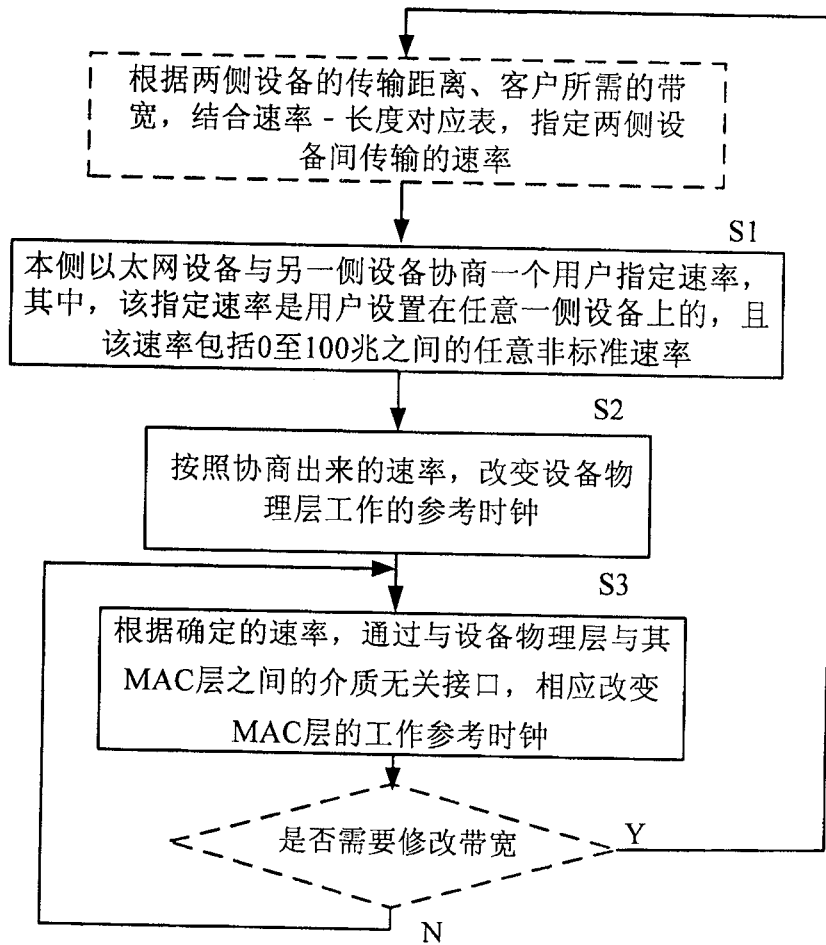 根据两侧设备的传输距离、客户所需的带
宽，结合速率 - 长度对应表，指定两侧设
备间传输的速率
S1
本侧以太网设备与另一侧设备协商一个用户指定速率，
其中，该指定速率是用户设置在任意一侧设备上的，且
该速率包括0至100兆之间的任意非标准速率
S2
按照协商出来的速率，改变设备物
理层工作的参考时钟
S3
根据确定的速率，通过与设备物理层与其
MAC层之间的介质无关接口，相应改变
MAC层的工作参考时钟
是否需要修改带宽
Y
N